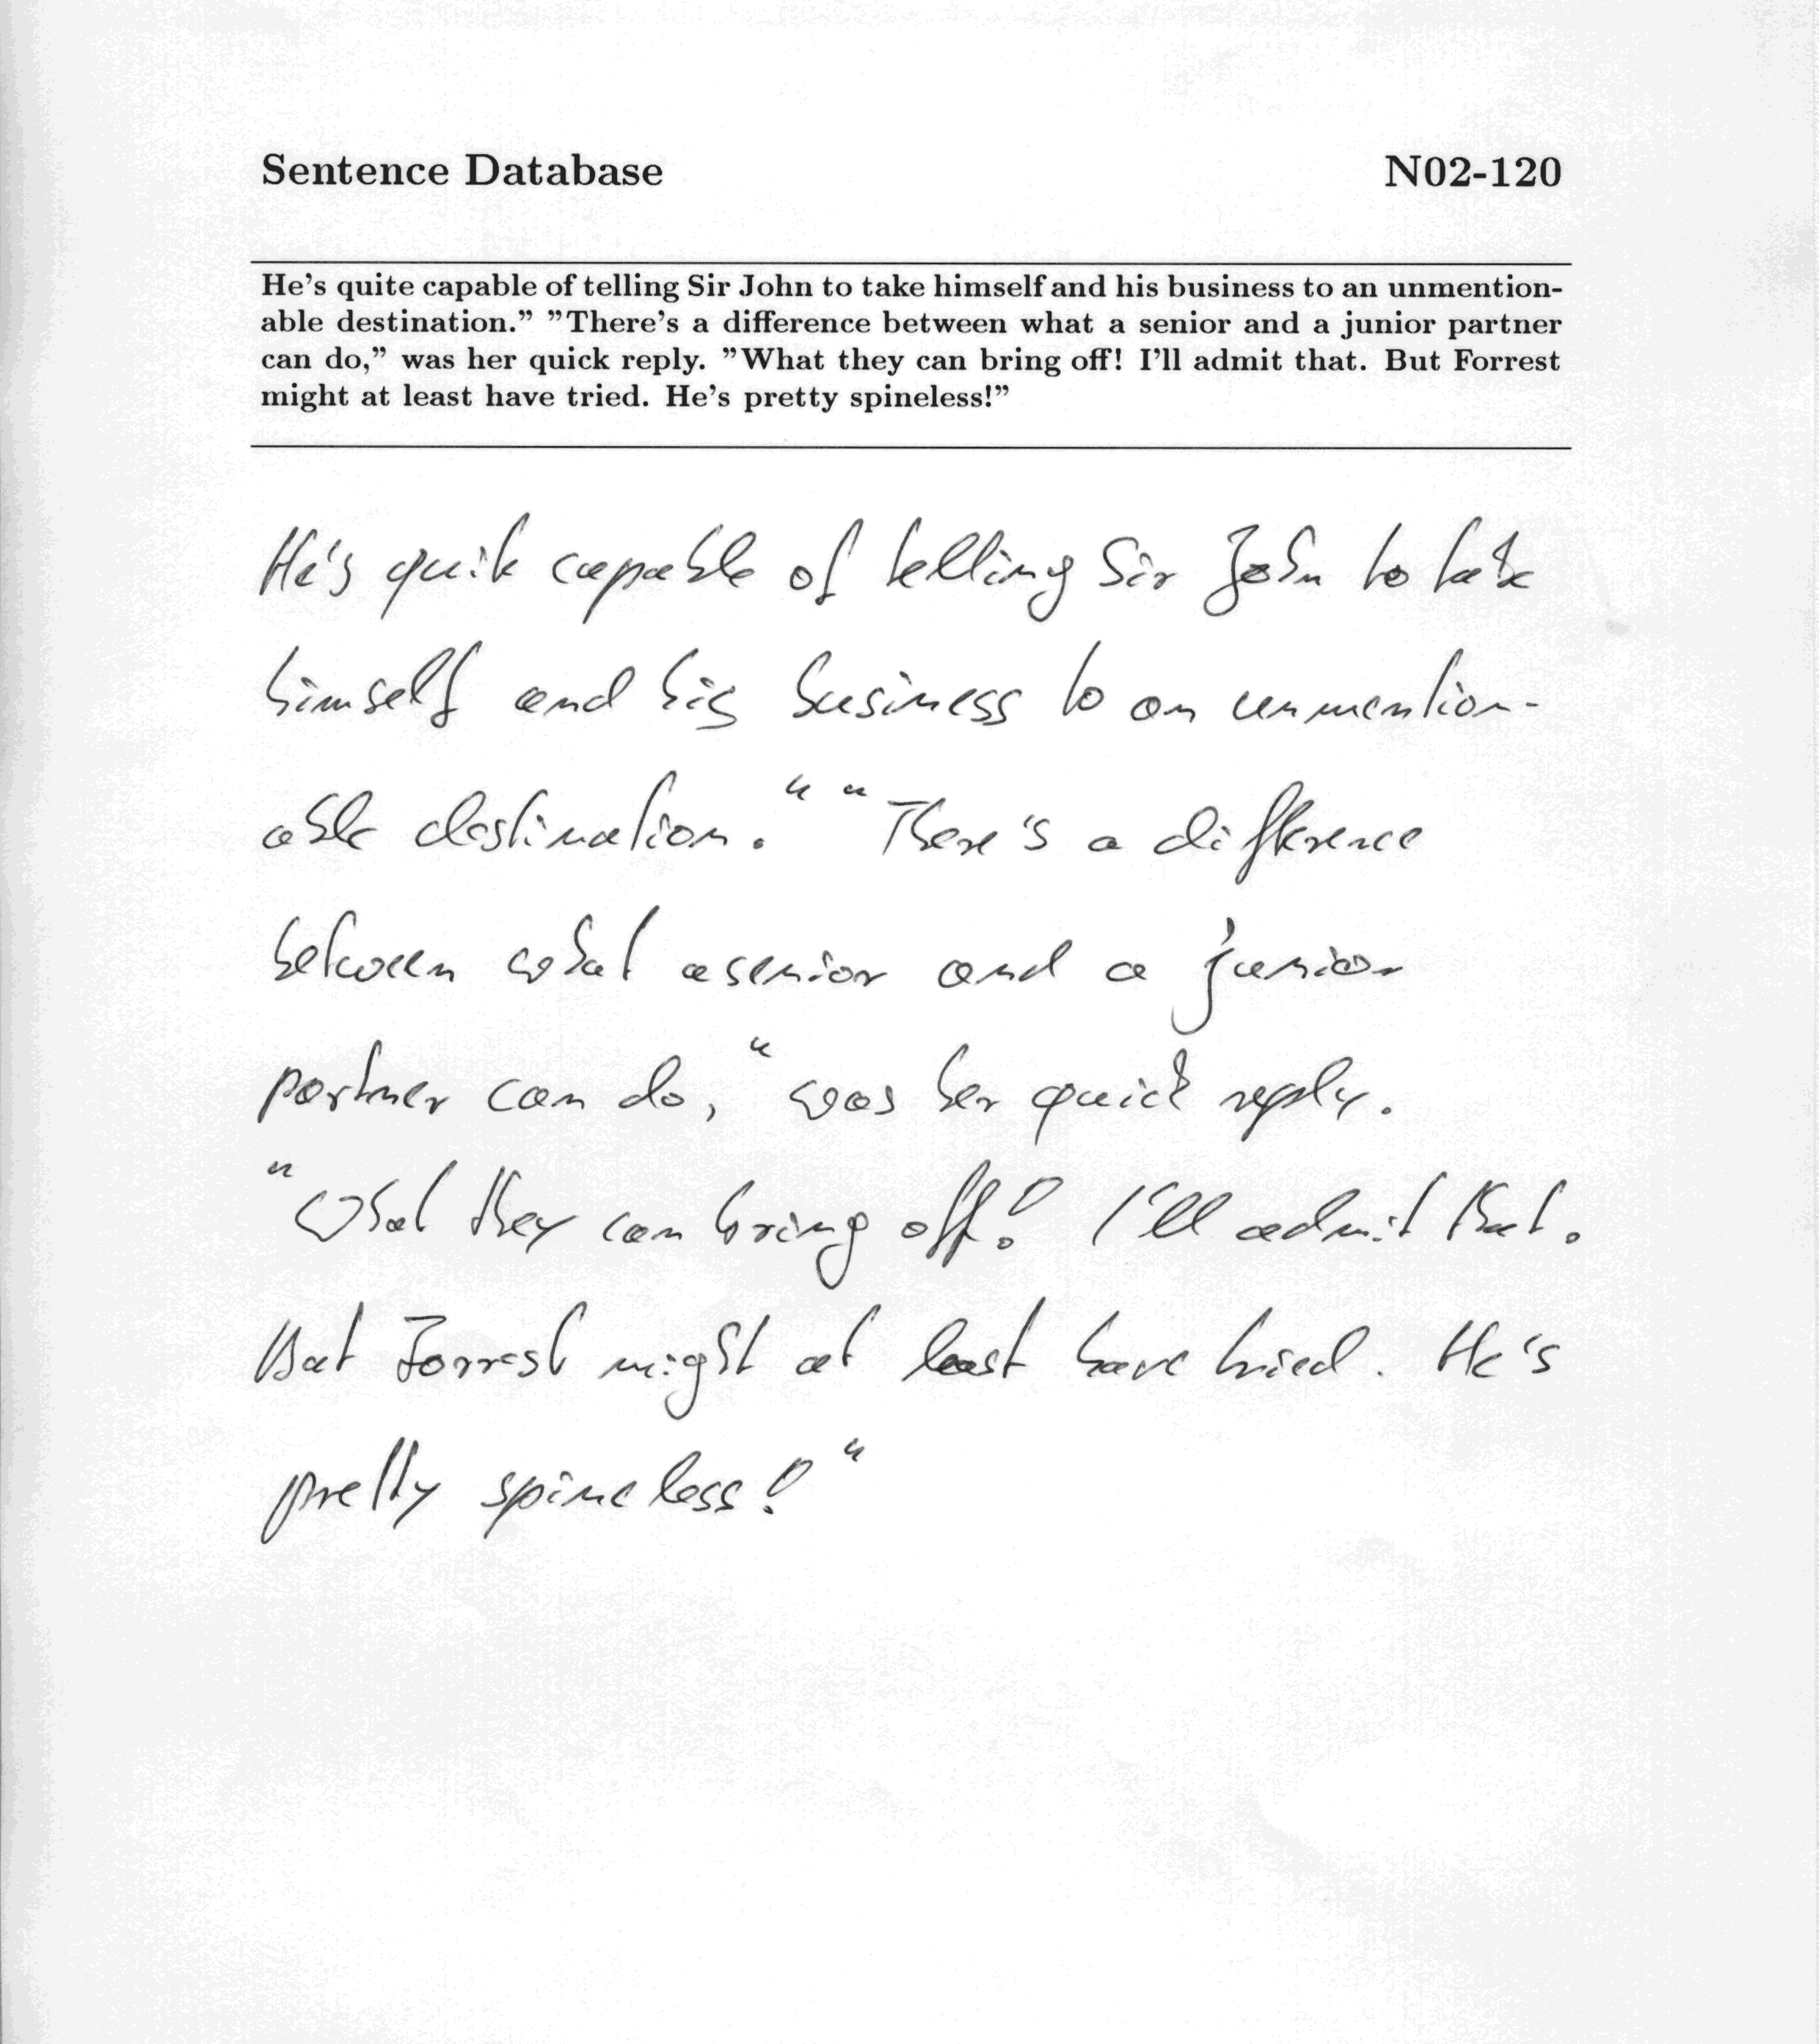 Sentence Database N02-120
He's quite capable of telling Sir John to take himself and his business to an unmention-
able destination.” ”There's a difference between what a senior and a junior partner
can do,” was her quick reply. ”What they can bring off! I'll admit that. But Forrest
might at least have tried. He's pretty spineless!”
He's quite capable of telling Sir John to take
himself and his business to an unmention-
able destination." "There's a difference
between what a senior and a junior
partner can do," was her quick reply.
"What they can bring off! I'll admit that.
But Forrest might at least have tried. He's
pretty spineless!"